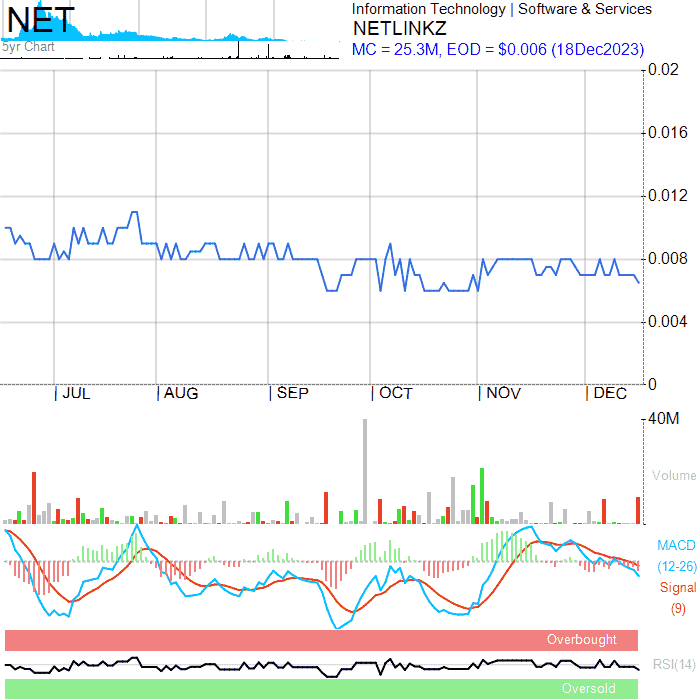 NET
5yr Chart
Information Technology | Software & Services
NETLINKZ
MC = 25.3M, EOD = $0.006 (18Dec2023)
0.02
0.016
0.012
0.008
0.004
0
| JUL | AUG | SEP | OCT | NOV | DEC
40M
Volume
MACD
(12-26)
Signal
(9)
Overbought
RSI(14)
Oversold